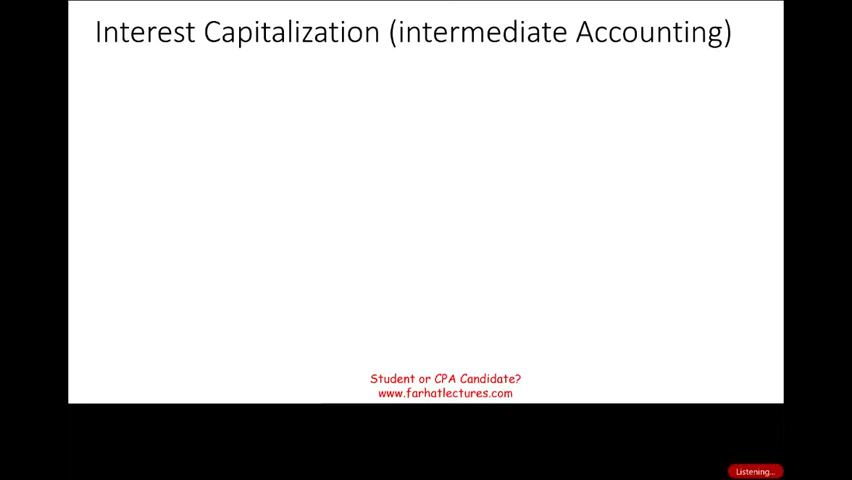 Interest Capitalization (intermediate Accounting)
Student or CPA Candidate?
www.farhatlectures.com
Listening...